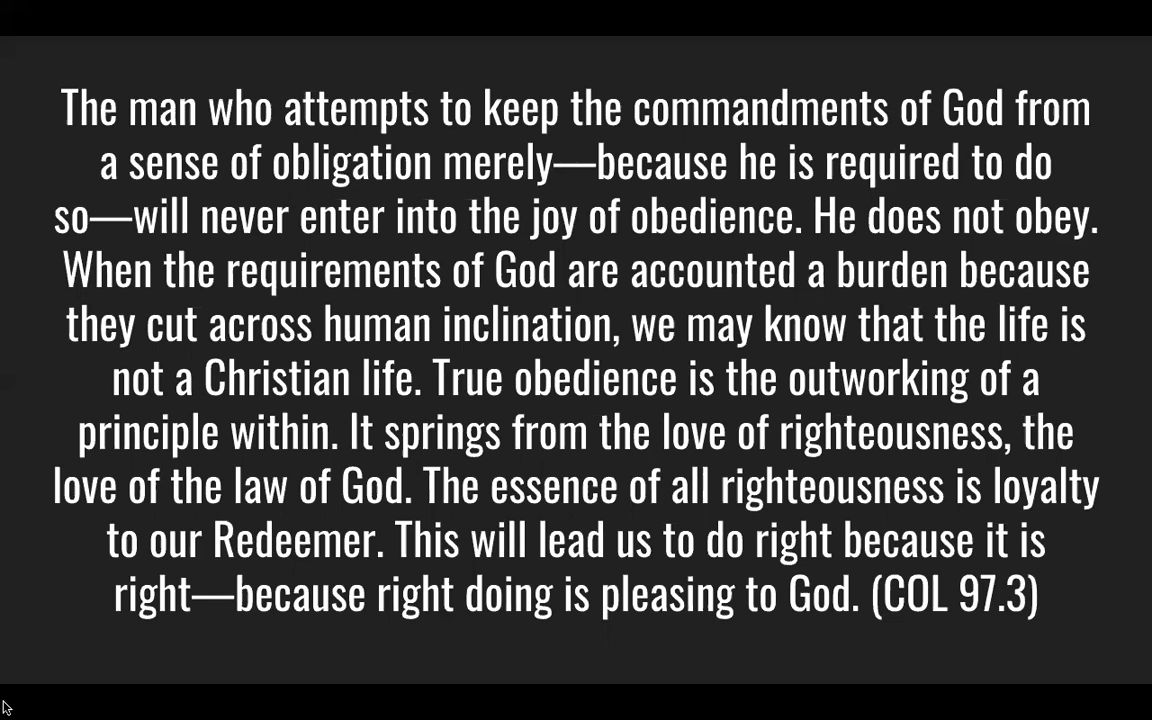 The man who attempts to keep the commandments of God from
a sense of obligation merely—because he is required to do
so—will never enter into the joy of obedience. He does not obey.
When the requirements of God are accounted a burden because
they cut across human inclination, we may know that the life is
not a Christian life. True obedience is the outworking of a
principle within. It springs from the love of righteousness, the
love of the law of God. The essence of all righteousness is loyalty
to our Redeemer. This will lead us to do right because it is
right—because right doing is pleasing to God. (COL 97.3)